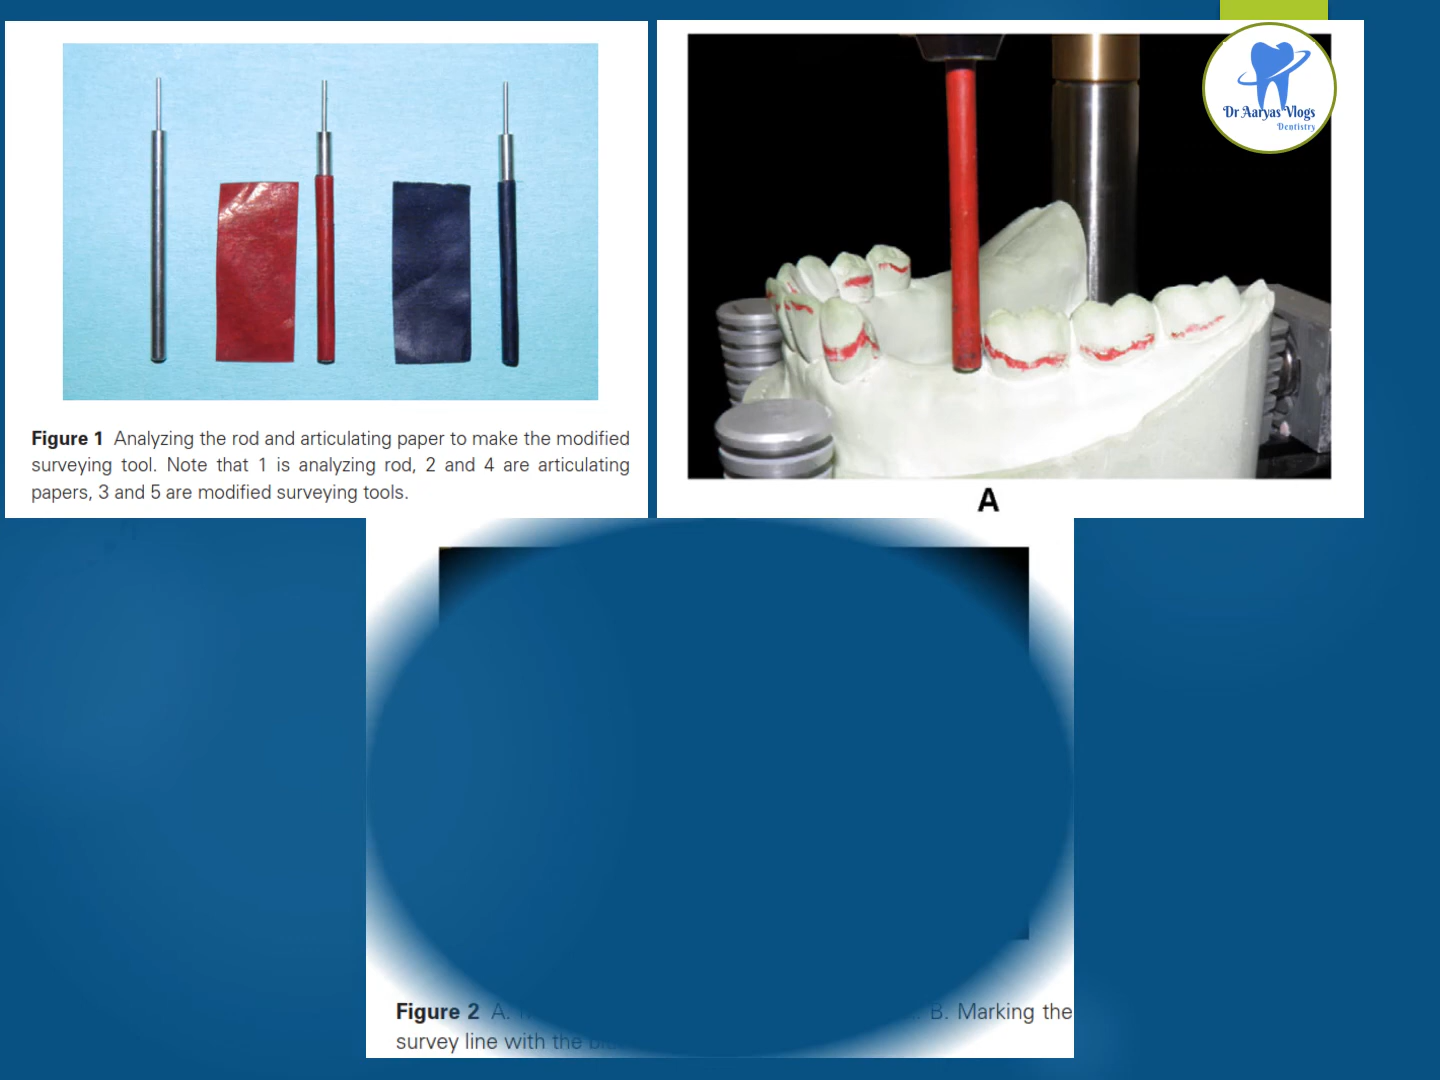 Dr Aaryas Vlogs
Dentistry
Figure 1 Analyzing the rod and articulating paper to make the modified
surveying tool. Note that 1 is analyzing rod, 2 and 4 are articulating
papers, 3 and 5 are modified surveying tools.
A
Figure 2 A. B. Marking the
survey line with the